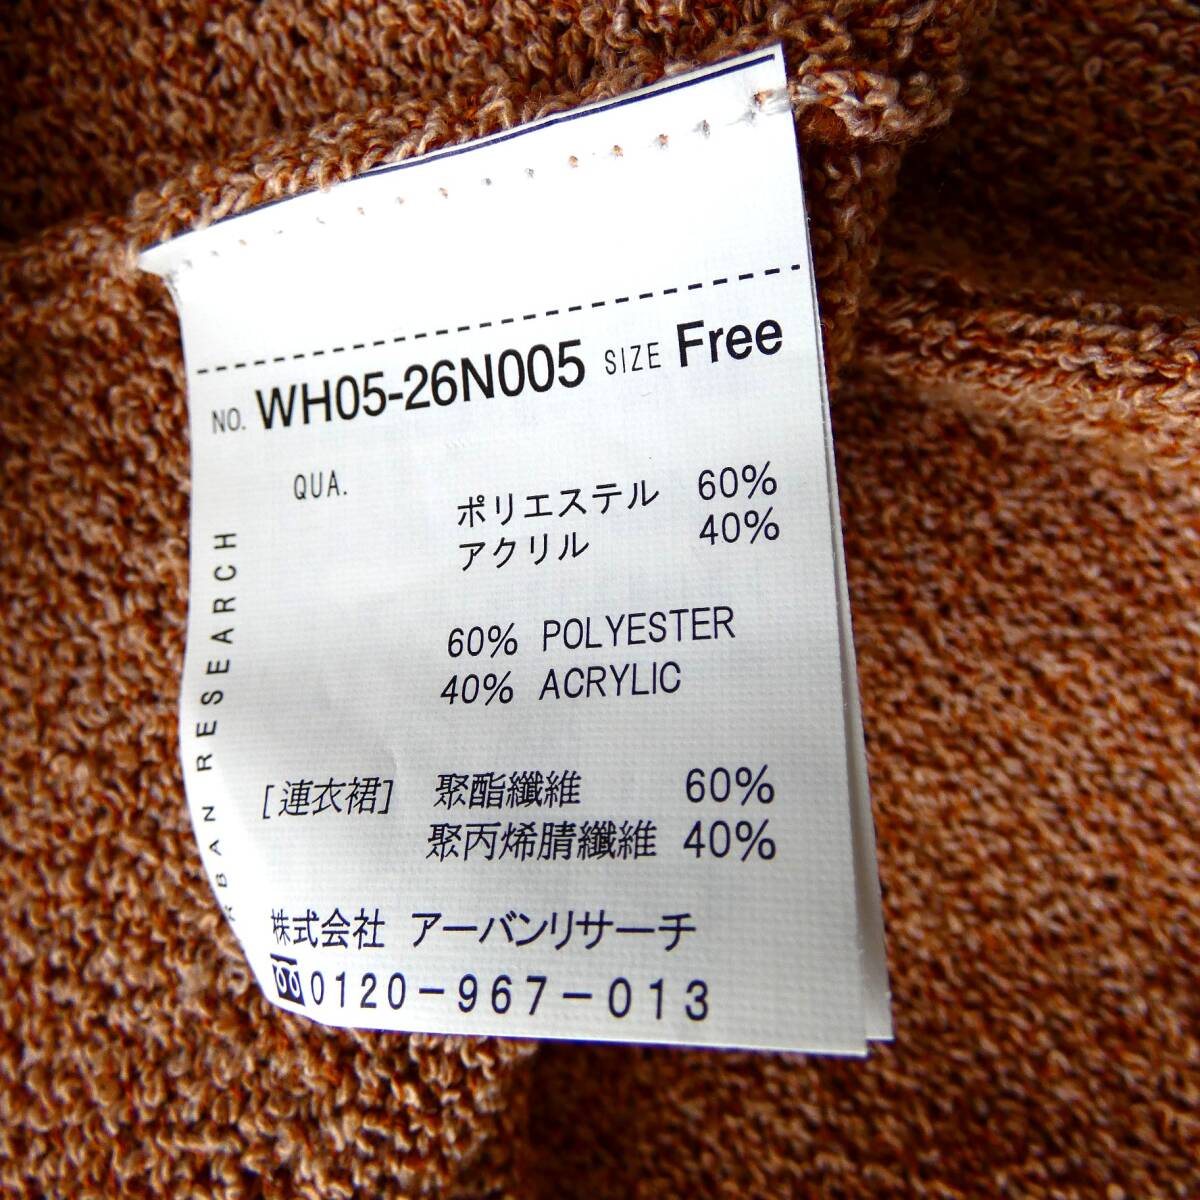 NO. WH05-26N005 SIZE Free
QUA.
ポリエステル 60%
アクリル 40%
60% POLYESTER
40% ACRYLIC
[連衣裙] 聚酯纖維 60%
聚丙烯腈纖維 40%
株式会社 アーバンリサーチ
0120-967-013
RBAN RESEARCH